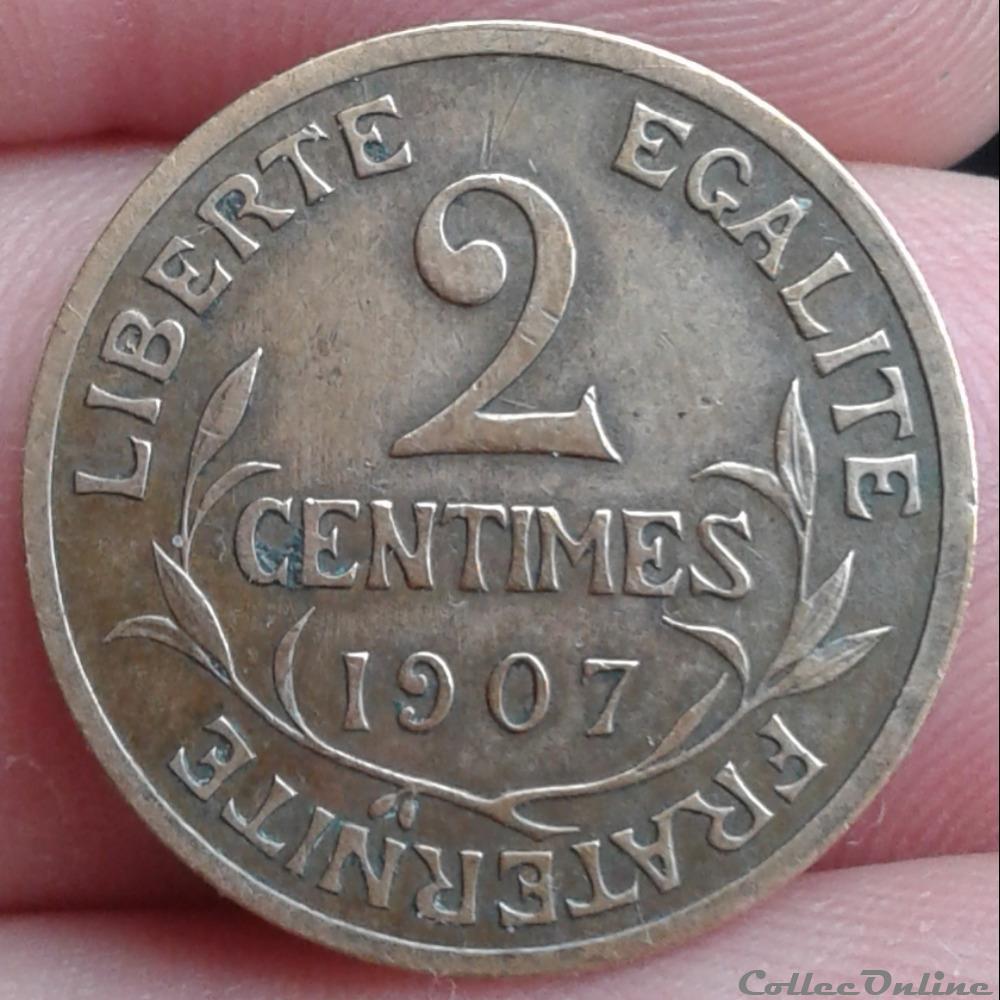 LIBERTE EGALITE FRATERNITE
2
CENTIMES
1907
CollecOnline